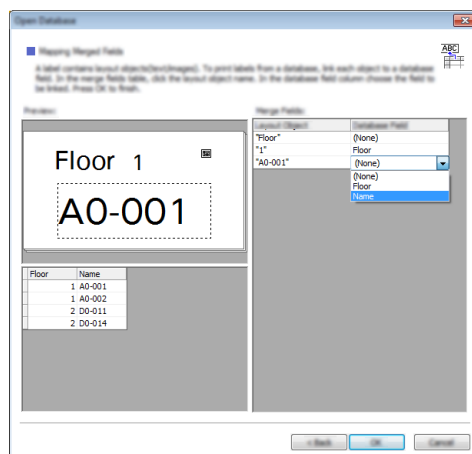 Open Database
ABC
Mapping Merged Fields
A label contains layout objects(text/images). To print labels from a database, link each object to a database
field. In the merge fields table, click the layout object name. In the database field column choose the field to
be linked. Press OK to finish.
Preview:
Merge Fields:
Layout Object Database Field
"Floor" (None)
"1" Floor
"A0-001" (None)
(None)
Floor
Name
Floor 1
A0-001
Floor Name
1 A0-001
1 A0-002
2 D0-011
2 D0-014
< Back OK Cancel